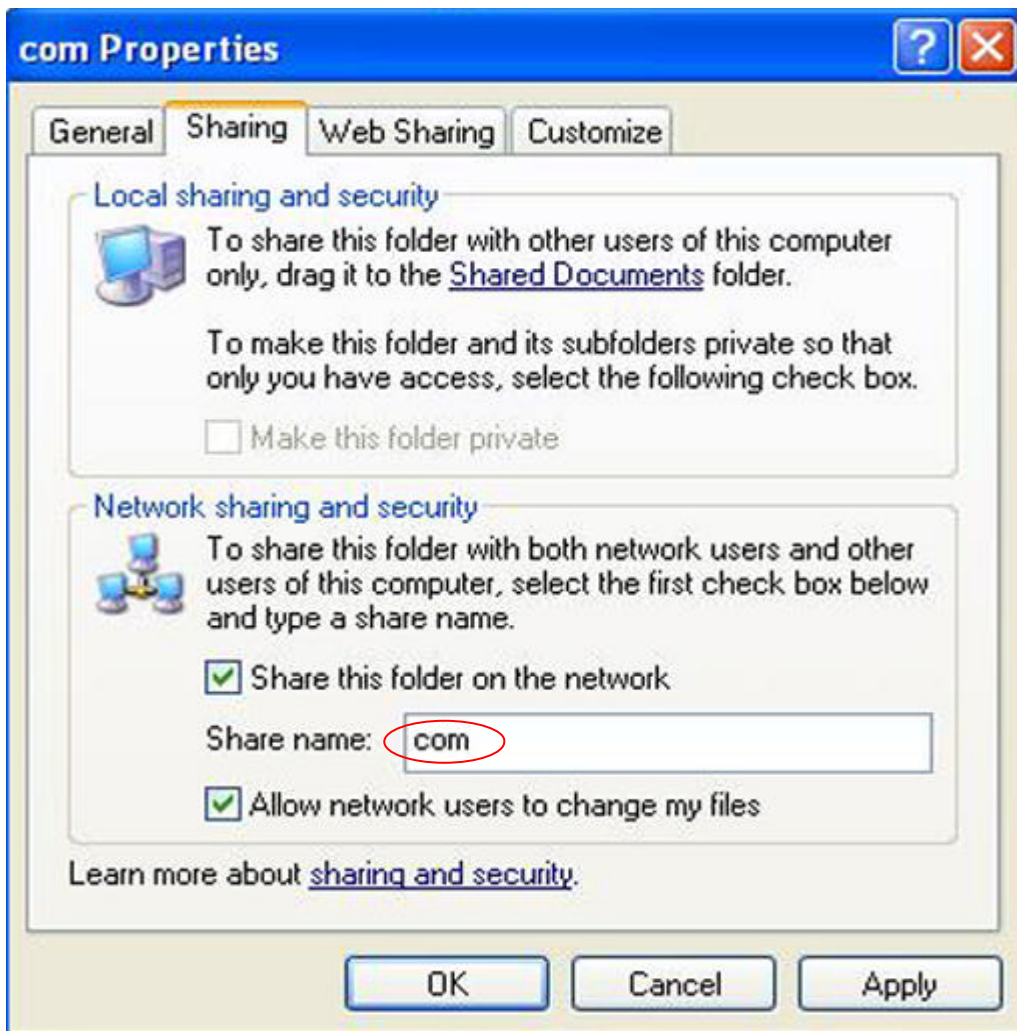 com Properties
General Sharing Web Sharing Customize
Local sharing and security
To share this folder with other users of this computer
only, drag it to the Shared Documents folder.
To make this folder and its subfolders private so that
only you have access, select the following check box.
Make this folder private
Network sharing and security
To share this folder with both network users and other
users of this computer, select the first check box below
and type a share name.
Share this folder on the network
Share name: com
Allow network users to change my files
Learn more about sharing and security.
OK Cancel Apply